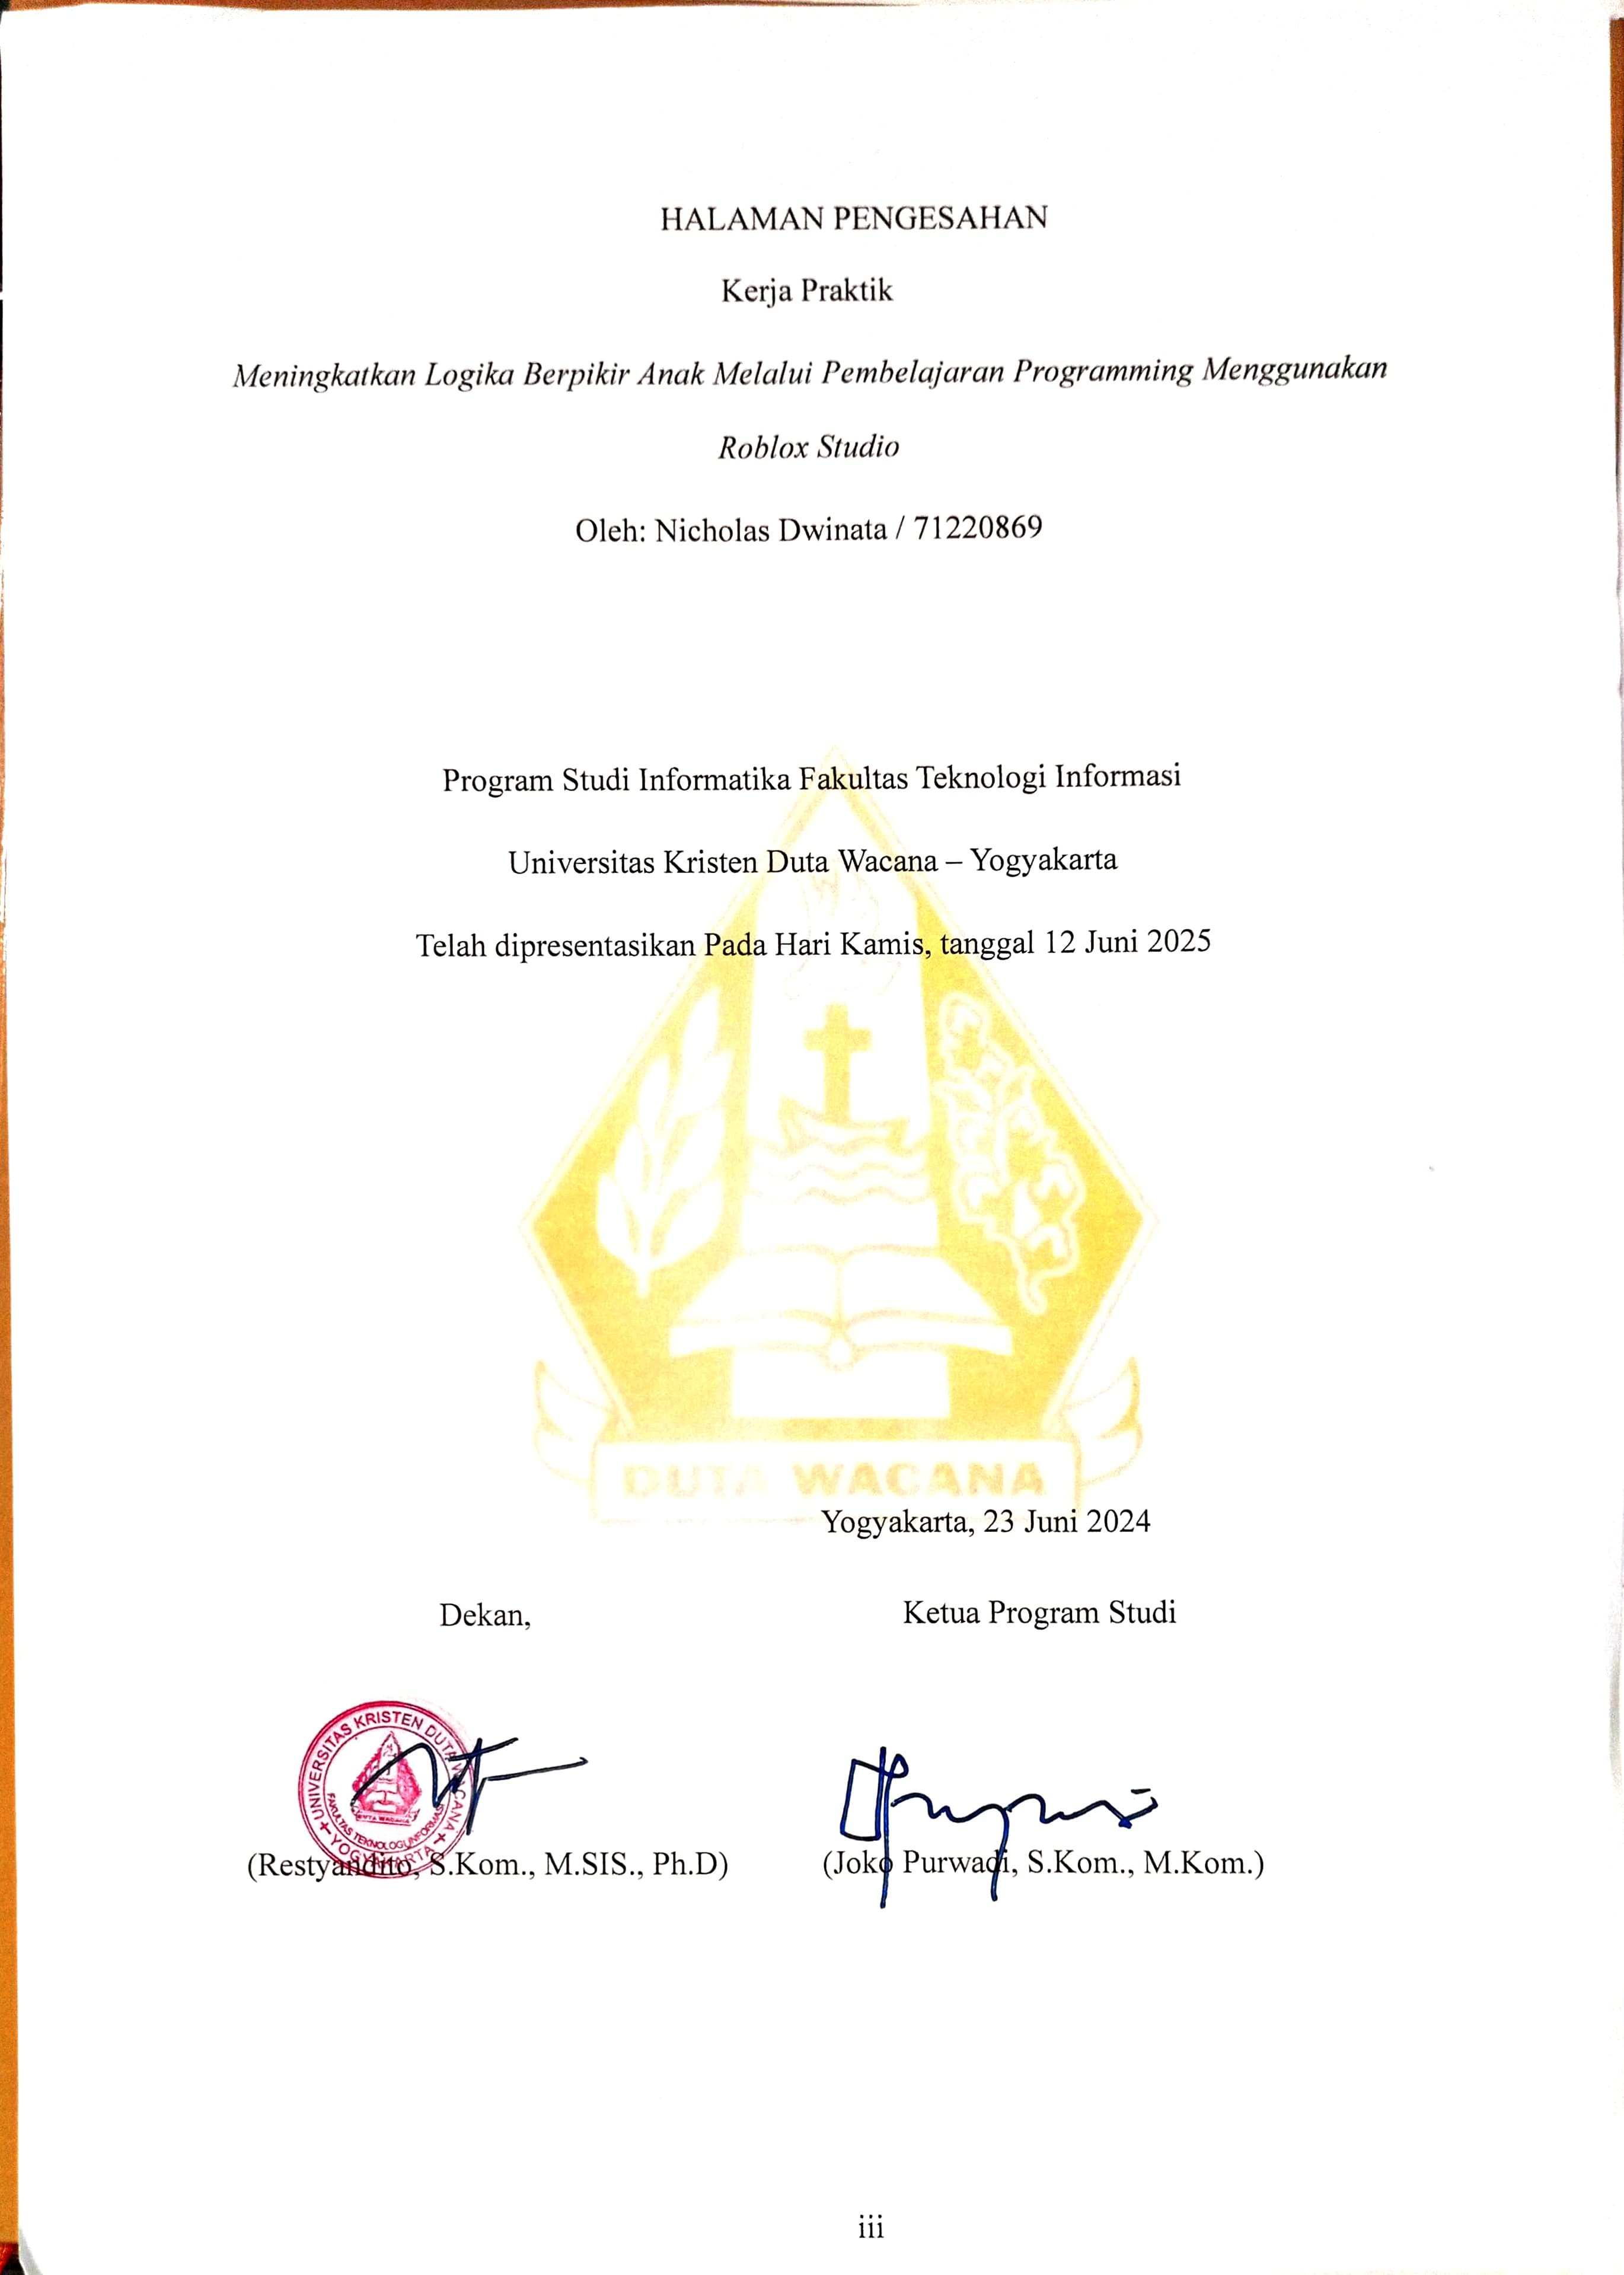 HALAMAN PENGESAHAN
Kerja Praktik
Meningkatkan Logika Berpikir Anak Melalui Pembelajaran Programming Menggunakan
Roblox Studio
Oleh: Nicholas Dwinata / 71220869
Program Studi Informatika Fakultas Teknologi Informasi
Universitas Kristen Duta Wacana – Yogyakarta
Telah dipresentasikan Pada Hari Kamis, tanggal 12 Juni 2025
DUTA WACANA
Yogyakarta, 23 Juni 2024
Dekan,
Ketua Program Studi
UNIVERSITAS KRISTEN DUTA WACANA
FAKULTAS TEKNOLOGI INFORMASI
DUTA WACANA
YOGYAKARTA
(Restyandito, S.Kom., M.SIS., Ph.D)
(Joko Purwadi, S.Kom., M.Kom.)
iii